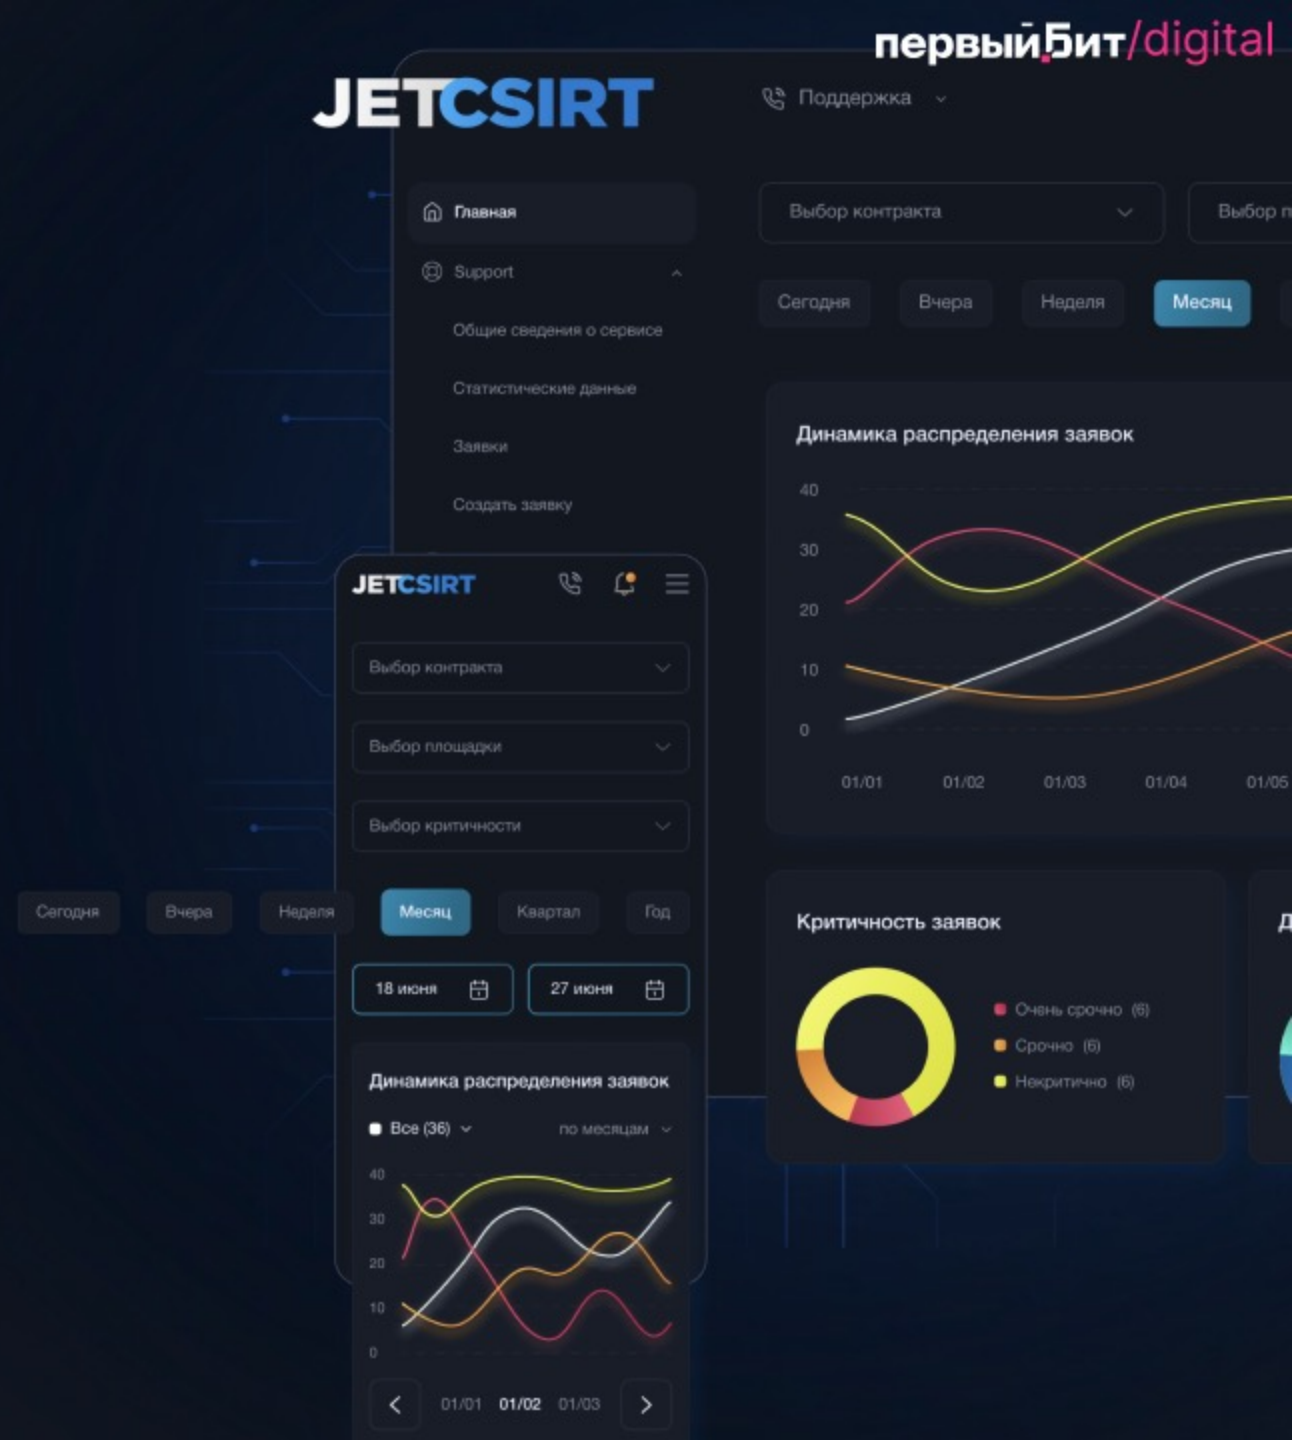 первый.Бит/digital
JETCSIRT
Поддержка
Главная
Support
Общие сведения о сервисе
Статистические данные
Заявки
Создать заявку
Выбор контракта
Выбор п
Сегодня Вчера Неделя Месяц
Динамика распределения заявок
40
30
20
10
0
01/01 01/02 01/03 01/04 01/05
Критичность заявок
Очень срочно (6)
Срочно (6)
Некритично (6)
Д
JETCSIRT
Выбор контракта
Выбор площадки
Выбор критичности
Сегодня Вчера Неделя Месяц Квартал Год
18 июня 27 июня
Динамика распределения заявок
Все (36) по месяцам
40
30
20
10
0
01/01 01/02 01/03